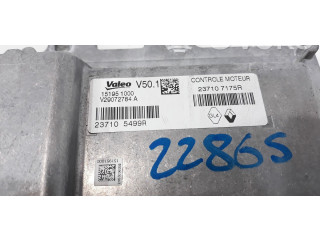 Valeo V50.1
15195 1000
V29072784 A
23710 5499R
CONTROLE MOTEUR
23710 7175R
22865